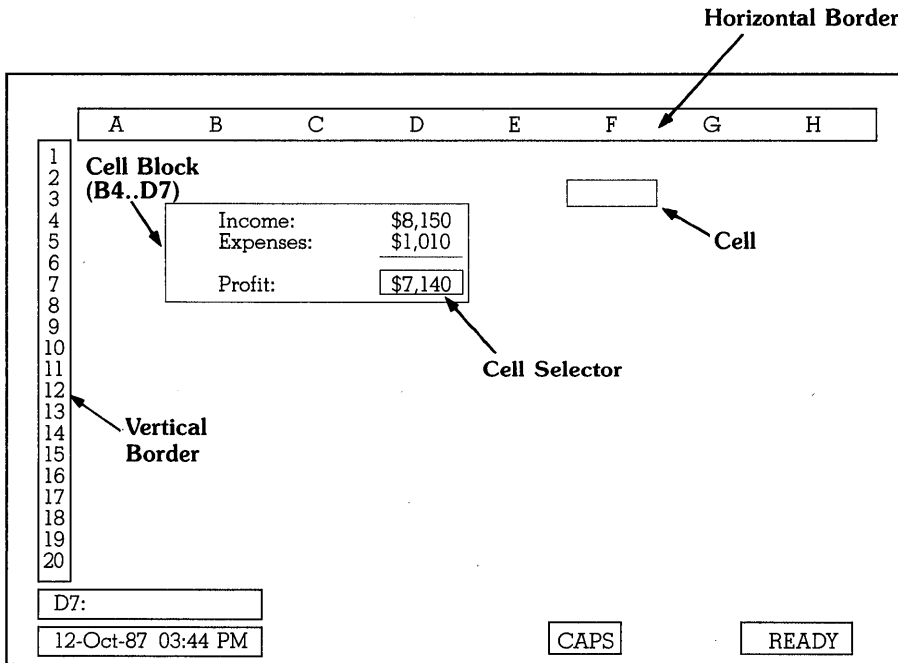 Horizontal Border
A B C D E F G H
1
2
3
4
5
6
7
8
9
10
11
12
13
14
15
16
17
18
19
20
Cell Block
(B4..D7)
Income: $8,150
Expenses: $1,010
Profit: $7,140
Cell
Cell Selector
Vertical
Border
D7:
12-Oct-87 03:44 PM
CAPS
READY